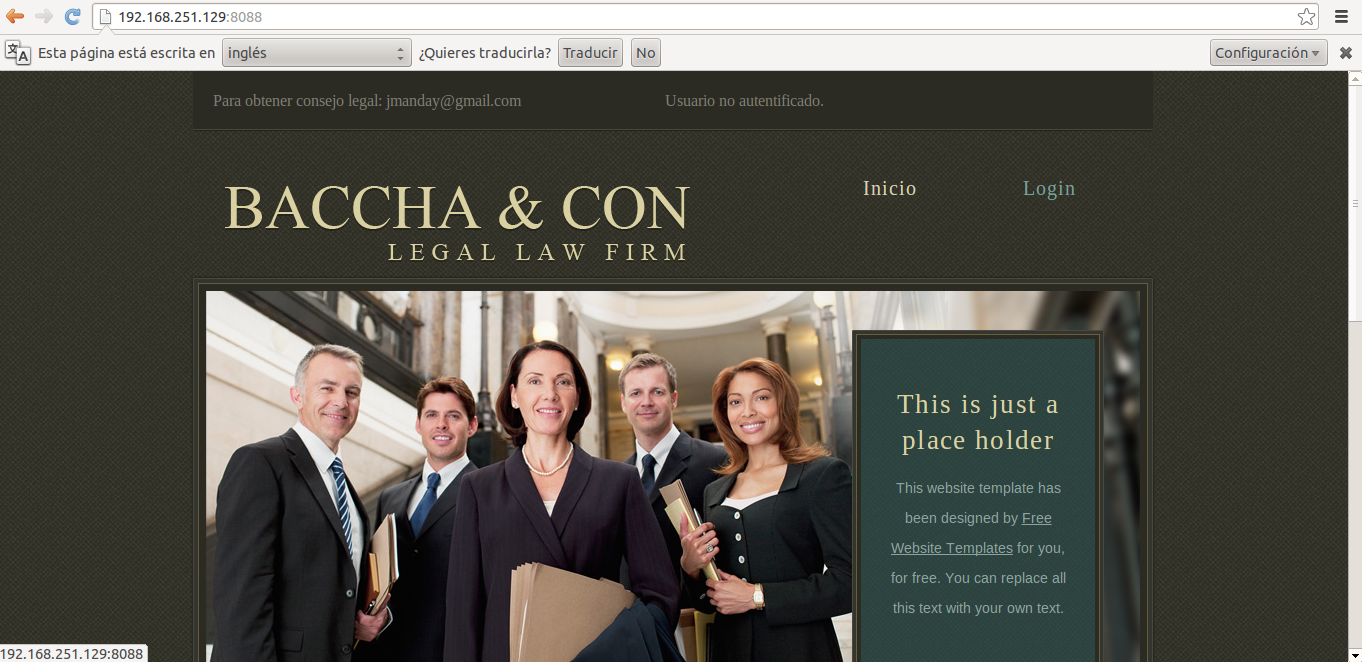 192.168.251.129:8088
Esta página está escrita en inglés ¿Quieres traducirla? Traducir No Configuración
Para obtener consejo legal: jmanday@gmail.com Usuario no autentificado.
BACCHA & CON
LEGAL LAW FIRM
Inicio Login
This is just a
place holder
This website template has
been designed by Free
Website Templates for you,
for free. You can replace all
this text with your own text.
192.168.251.129:8088